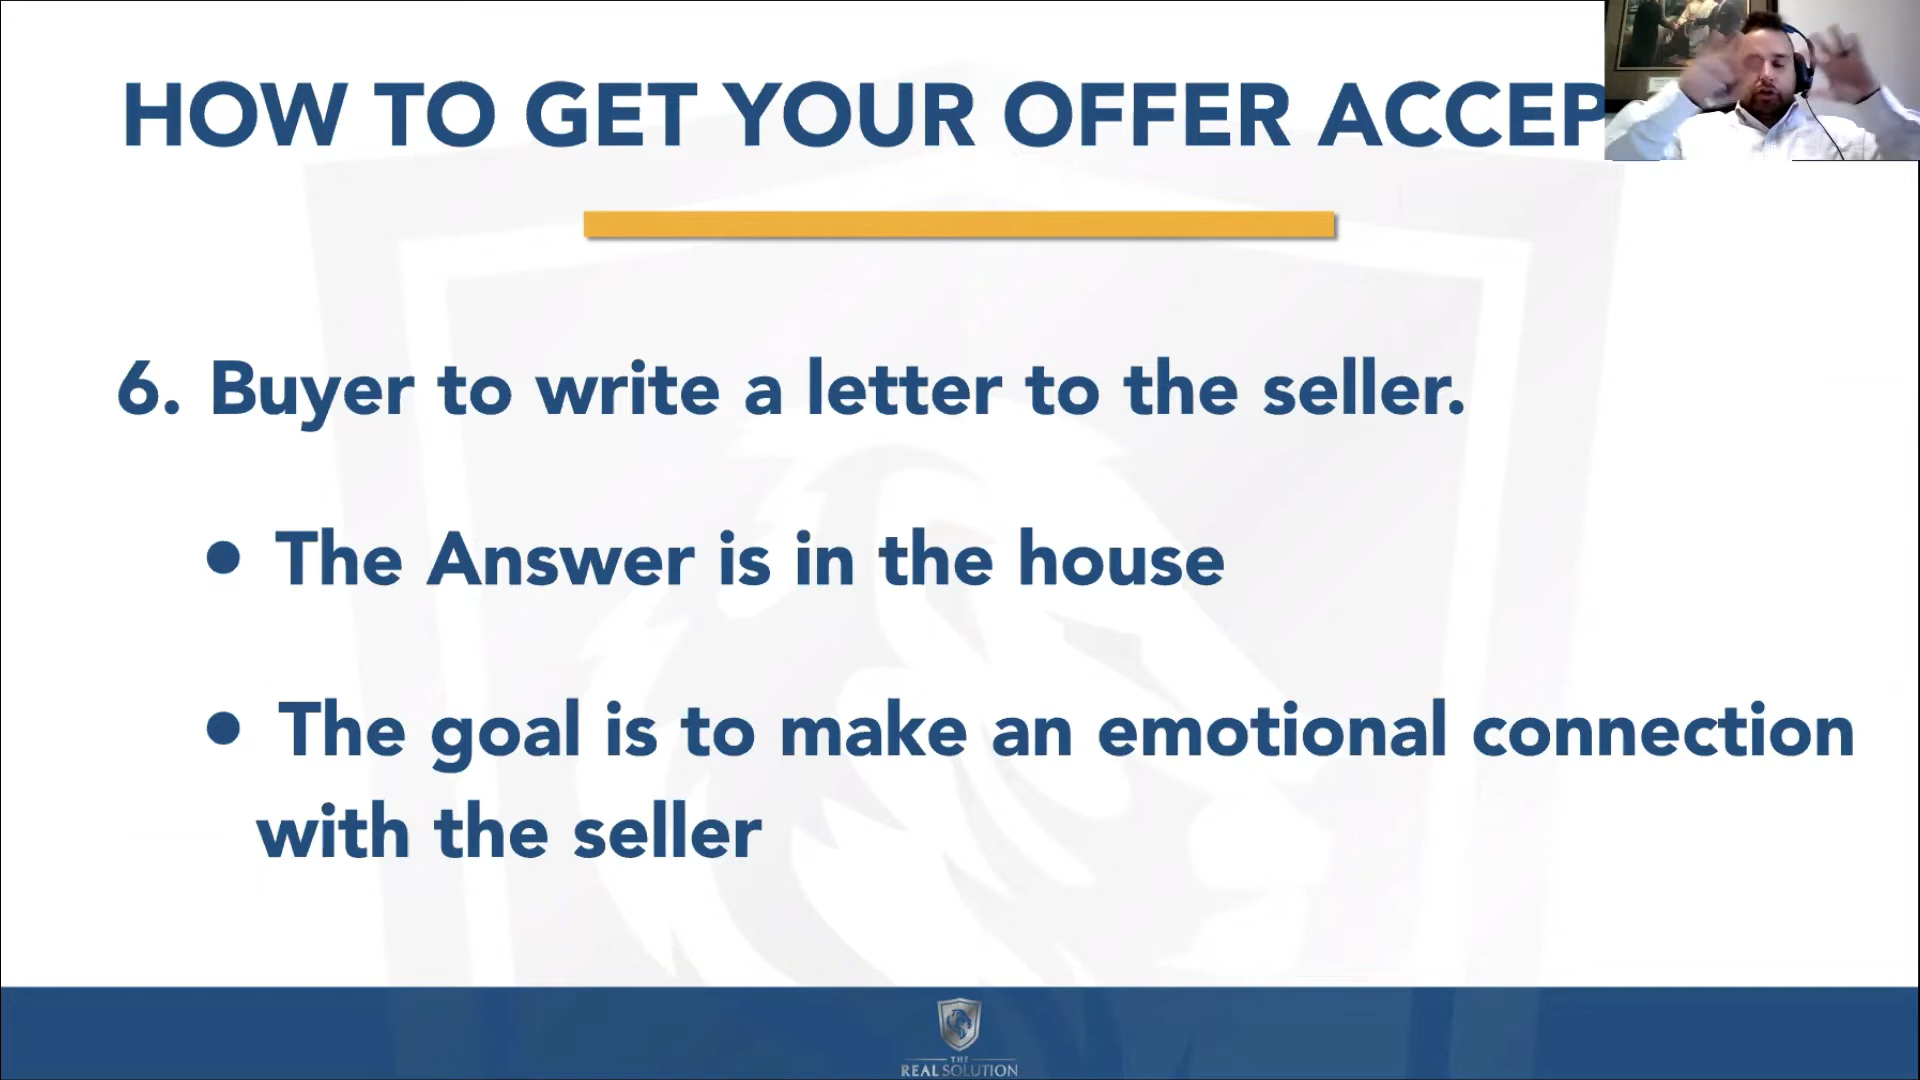 HOW TO GET YOUR OFFER ACCEP
6. Buyer to write a letter to the seller.
• The Answer is in the house
• The goal is to make an emotional connection
with the seller
THE
REAL SOLUTION